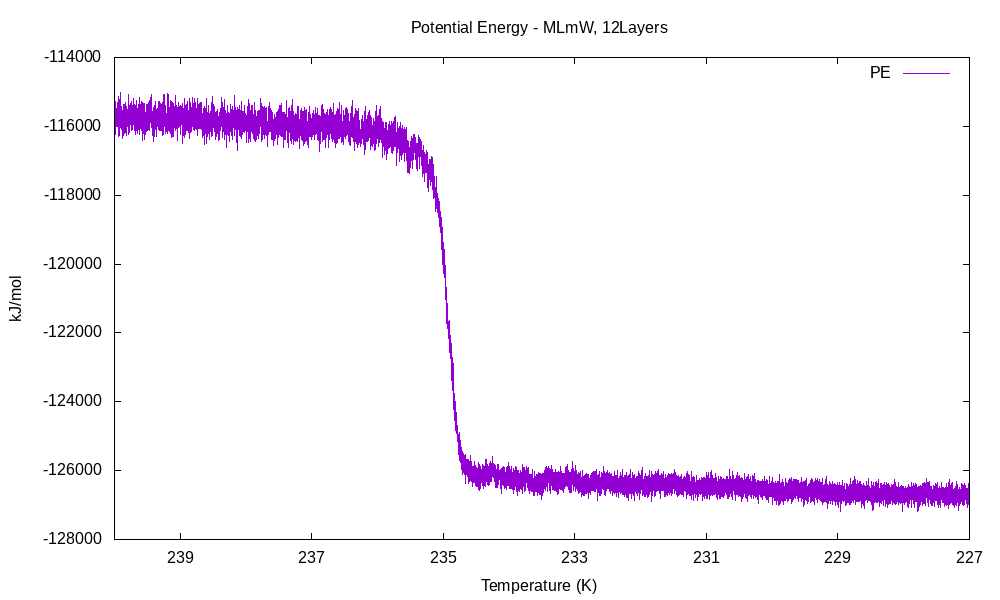 Potential Energy - MLmW, 12Layers
PE
kJ/mol
-114000
-116000
-118000
-120000
-122000
-124000
-126000
-128000
239 237 235 233 231 229 227
Temperature (K)